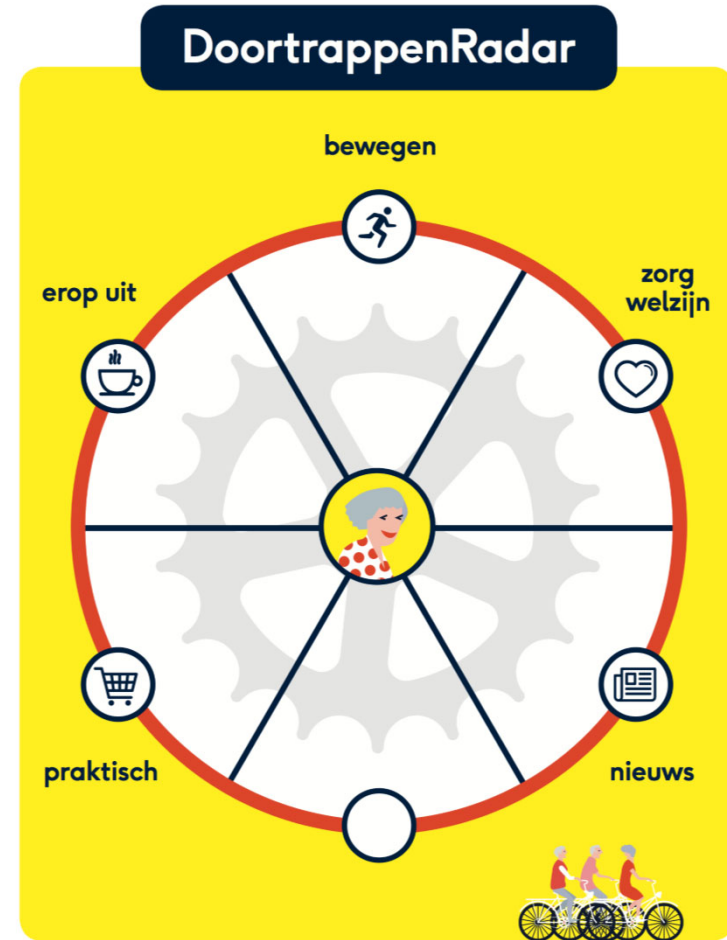 DoortrappenRadar
bewegen
erop uit
zorg
welzijn
praktisch
nieuws